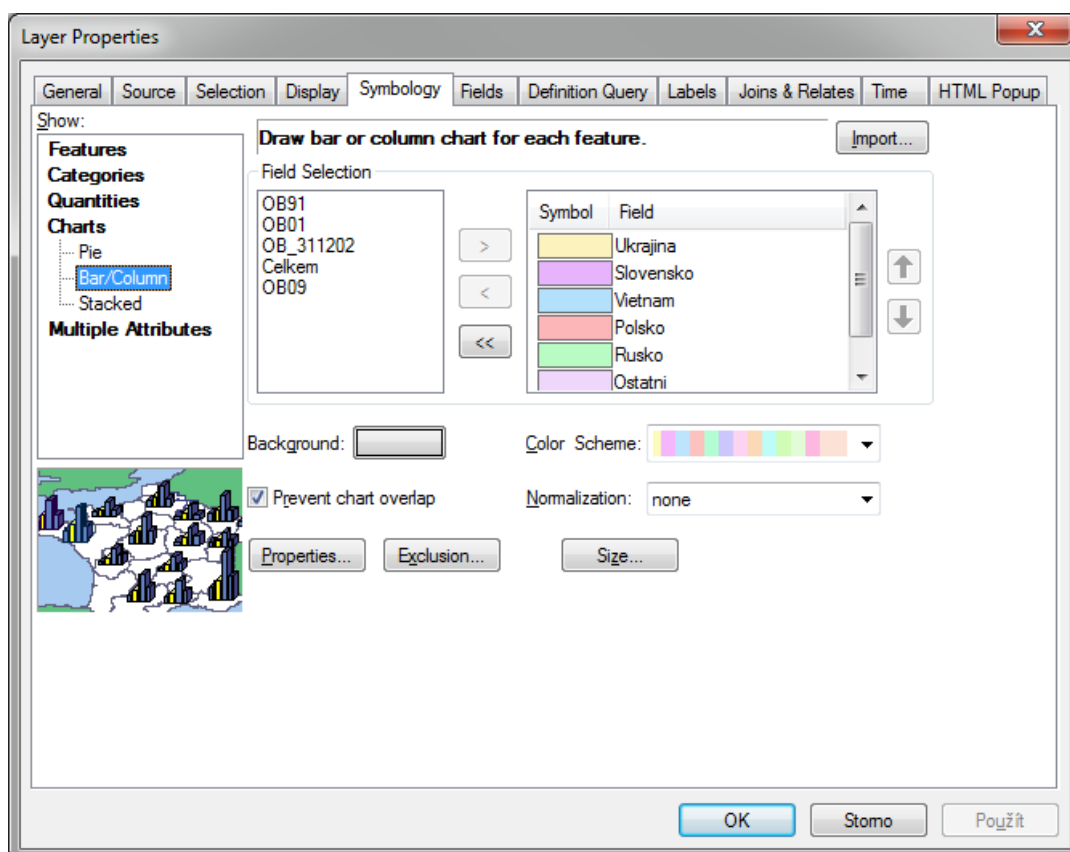 Layer Properties
x
General Source Selection Display Symbology Fields Definition Query Labels Joins & Relates Time HTML Popup
Show:
Features
Categories
Quantities
Charts
Pie
Bar/Column
Stacked
Multiple Attributes
Draw bar or column chart for each feature.
Import...
Field Selection
OB91
OB01
OB_311202
Celkem
OB09
>
<
<<
Symbol Field
Ukrajina
Slovensko
Vietnam
Polsko
Rusko
Ostatni
Background:
Color Scheme:
Prevent chart overlap
Normalization: none
Properties... Exclusion... Size...
OK Storno Použít